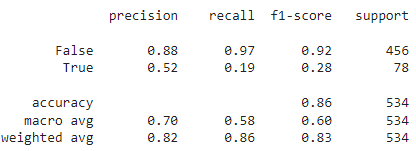 precision recall f1-score support
False 0.88 0.97 0.92 456
True 0.52 0.19 0.28 78
accuracy 0.86 534
macro avg 0.70 0.58 0.60 534
weighted avg 0.82 0.86 0.83 534